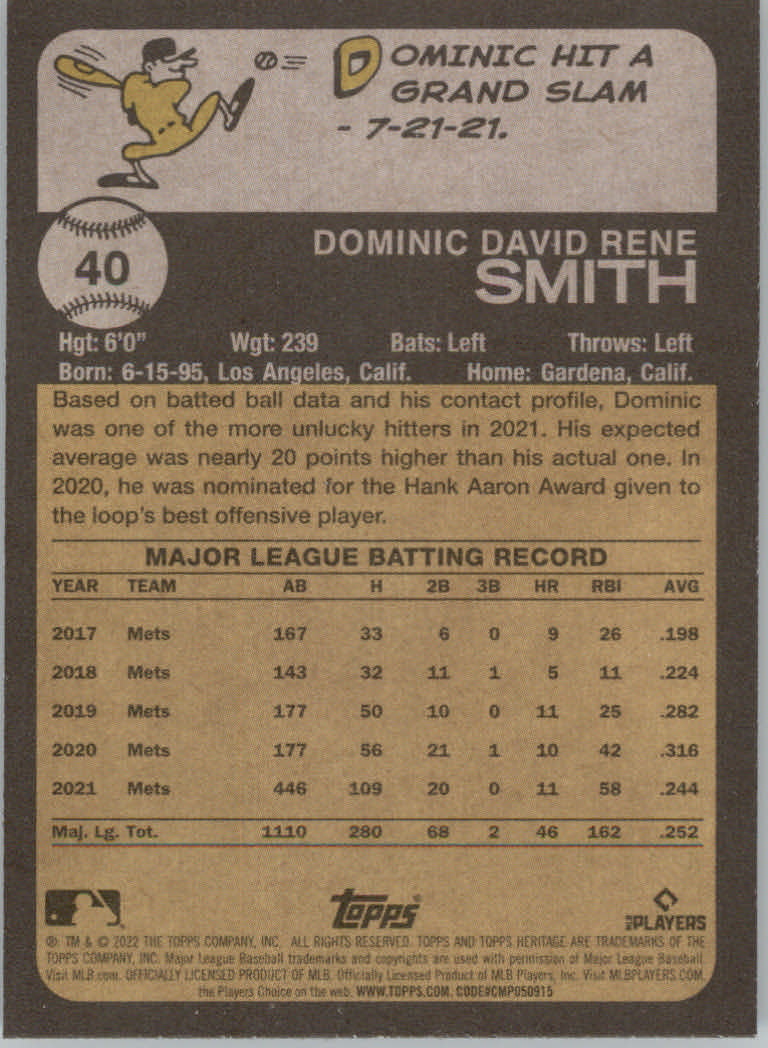 DOMINIC HIT A
GRAND SLAM
- 7-21-21.
40
DOMINIC DAVID RENE
SMITH
Hgt: 6'0" Wgt: 239 Bats: Left Throws: Left
Born: 6-15-95, Los Angeles, Calif. Home: Gardena, Calif.
Based on batted ball data and his contact profile, Dominic
was one of the more unlucky hitters in 2021. His expected
average was nearly 20 points higher than his actual one. In
2020, he was nominated for the Hank Aaron Award given to
the loop's best offensive player.
MAJOR LEAGUE BATTING RECORD
YEAR TEAM AB H 2B 3B HR RBI AVG
2017 Mets 167 33 6 0 9 26 .198
2018 Mets 143 32 11 1 5 11 .224
2019 Mets 177 50 10 0 11 25 .282
2020 Mets 177 56 21 1 10 42 .316
2021 Mets 446 109 20 0 11 58 .244
Maj. Lg. Tot. 1110 280 68 2 46 162 .252
Topps
MLB PLAYERS
®, TM & © 2022 THE TOPPS COMPANY, INC. ALL RIGHTS RESERVED. TOPPS AND TOPPS HERITAGE ARE TRADEMARKS OF THE
TOPPS COMPANY, INC. Major League Baseball trademarks and copyrights are used with permission of Major League Baseball.
Visit MLB.com. OFFICIALLY LICENSED PRODUCT OF MLB. Officially Licensed Product of MLB Players, Inc. Visit MLBPLAYERS.COM,
the Players Choice on the web. WWW.TOPPS.COM. CODE#CMP050915